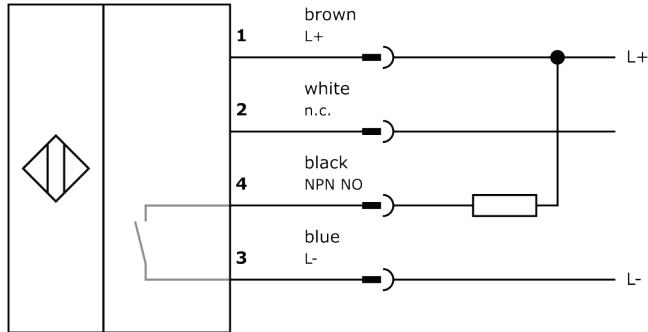 brown
1 L+ L+
white
2 n.c.
black
4 NPN NO
blue
3 L- L-